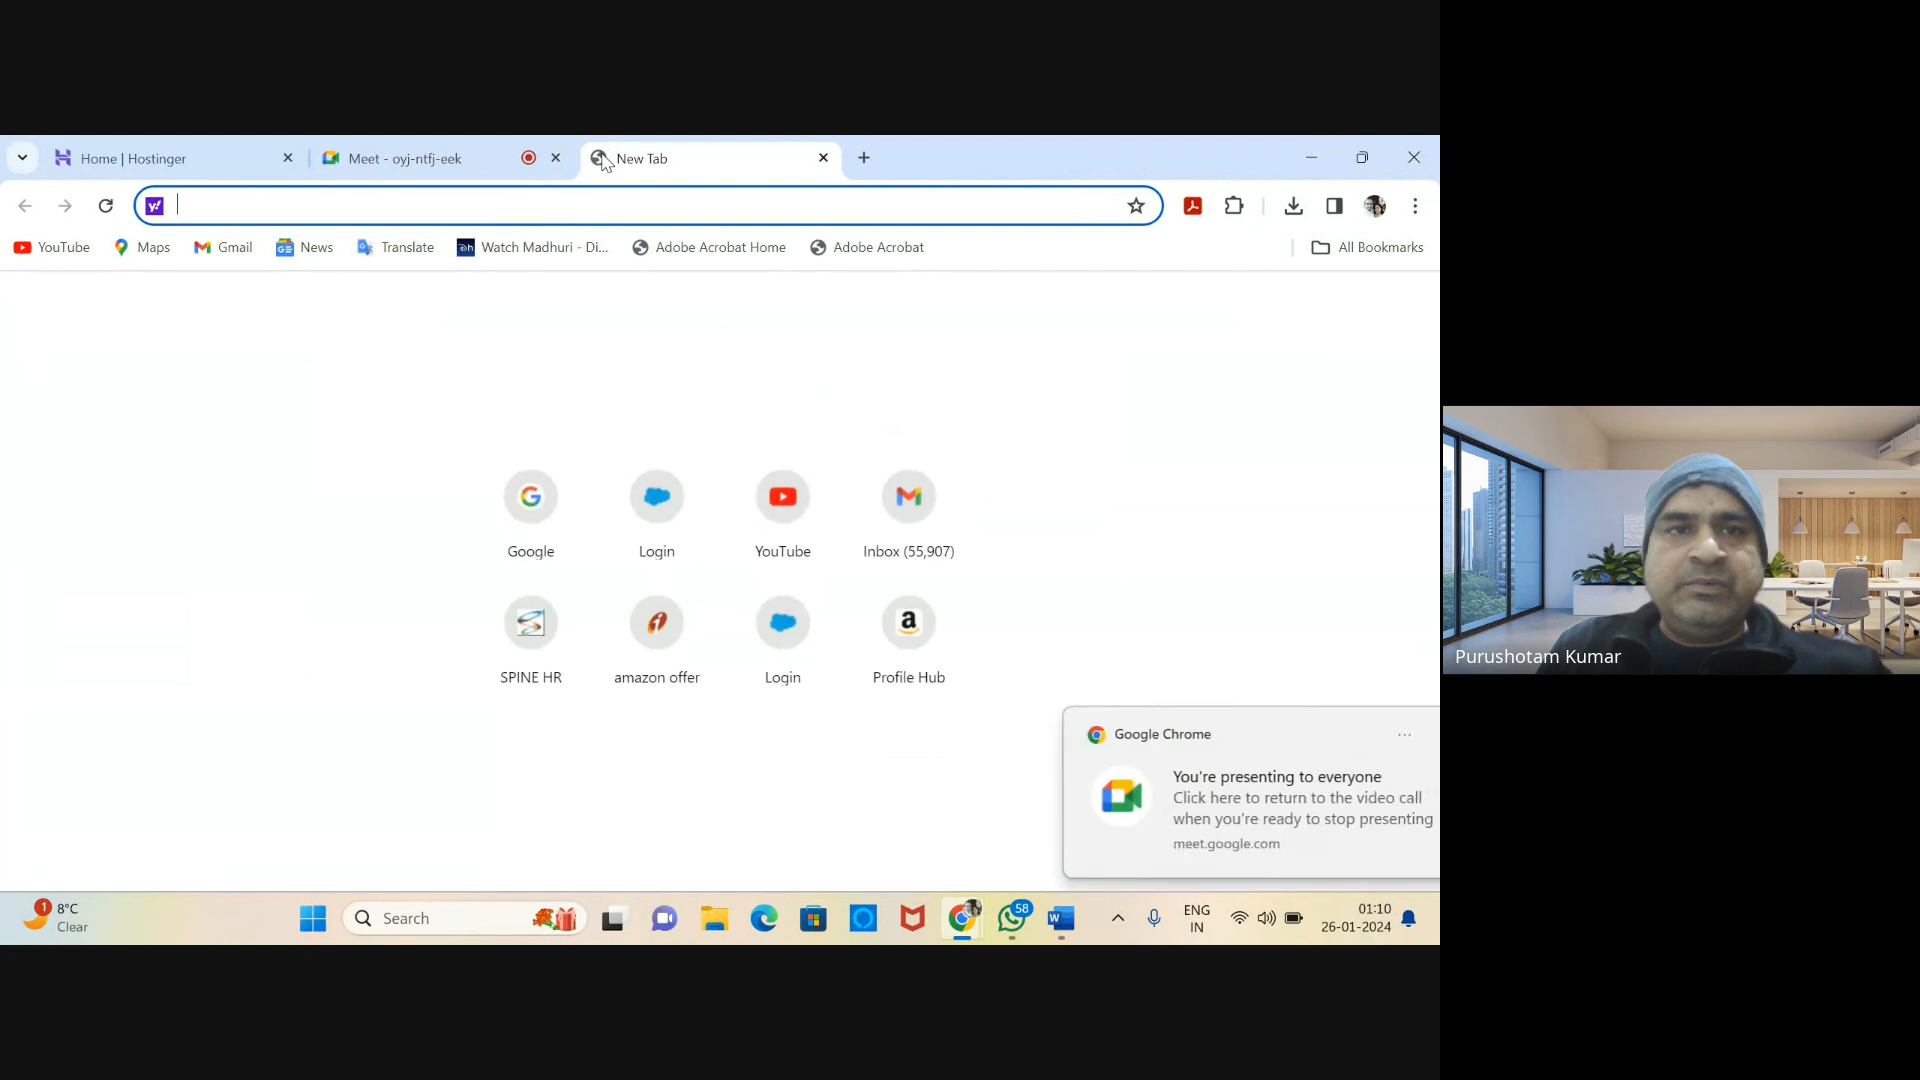 Home | Hostinger
Meet - oyj-ntfj-eek
New Tab
YouTube
Maps
Gmail
News
Translate
Watch Madhuri - Di...
Adobe Acrobat Home
Adobe Acrobat
All Bookmarks
Google
Login
YouTube
Inbox (55,907)
SPINE HR
amazon offer
Login
Profile Hub
Google Chrome
You're presenting to everyone
Click here to return to the video call
when you're ready to stop presenting
meet.google.com
Purushotam Kumar
1
8°C
Clear
Search
58
ENG
IN
01:10
26-01-2024